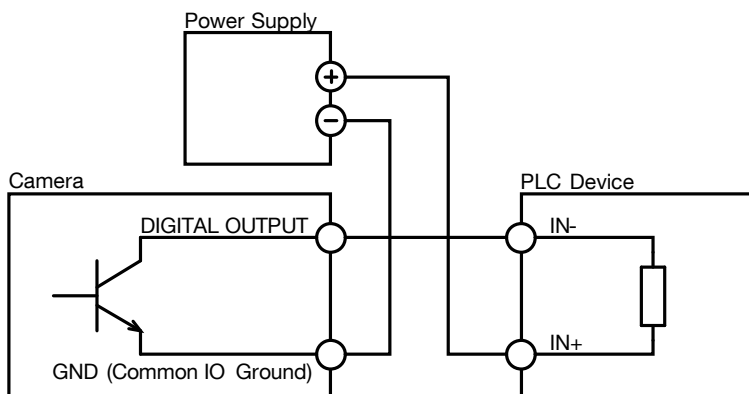 Power Supply
+
−
Camera
PLC Device
DIGITAL OUTPUT
IN-
GND (Common IO Ground)
IN+